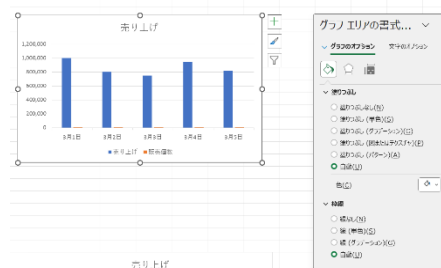 売り上げ
1,200,000
1,000,000
800,000
600,000
400,000
200,000
0
3月1日 3月2日 3月3日 3月4日 3月5日
売り上げ 販売個数
売り上げ
グラフ エリアの書式...
グラフのオプション 文字のオプション
塗りつぶし
塗りつぶしなし(N)
塗りつぶし (単色)(S)
塗りつぶし (グラデーション)(G)
塗りつぶし (図またはテクスチャ)(P)
塗りつぶし (パターン)(A)
自動(U)
色(C)
枠線
線なし(N)
線 (単色)(S)
線 (グラデーション)(G)
自動(U)